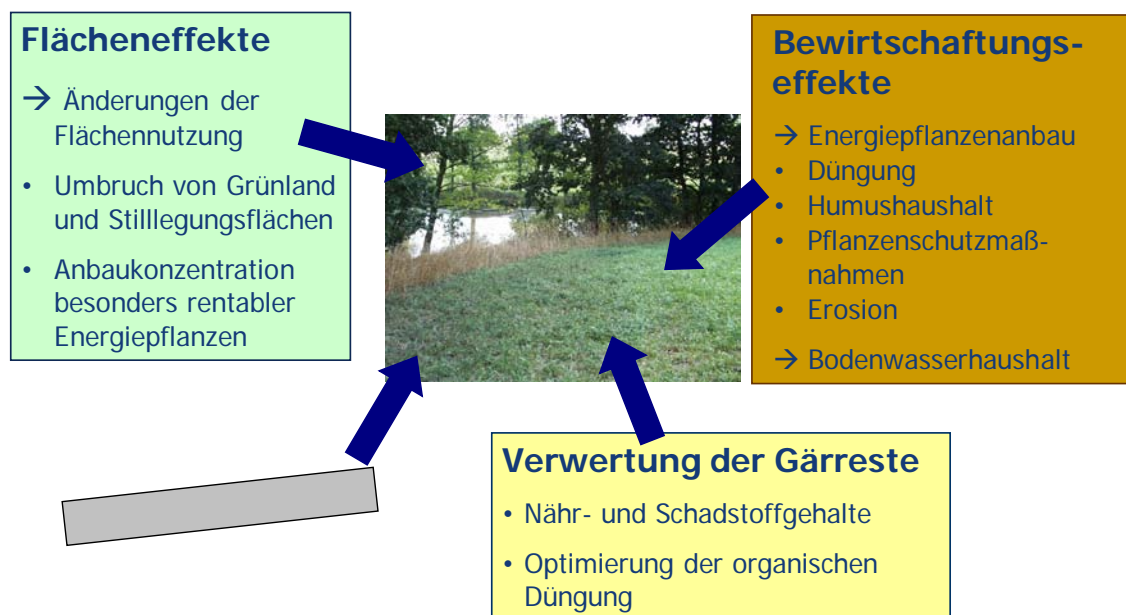 Flächeneffekte
→ Änderungen der
Flächennutzung
• Umbruch von Grünland
und Stilllegungsflächen
• Anbaukonzentration
besonders rentabler
Energiepflanzen
Bewirtschaftungs-
effekte
→ Energiepflanzenanbau
• Düngung
• Humushaushalt
• Pflanzenschutzmaß-
nahmen
• Erosion
→ Bodenwasserhaushalt
Verwertung der Gärreste
• Nähr- und Schadstoffgehalte
• Optimierung der organischen
Düngung